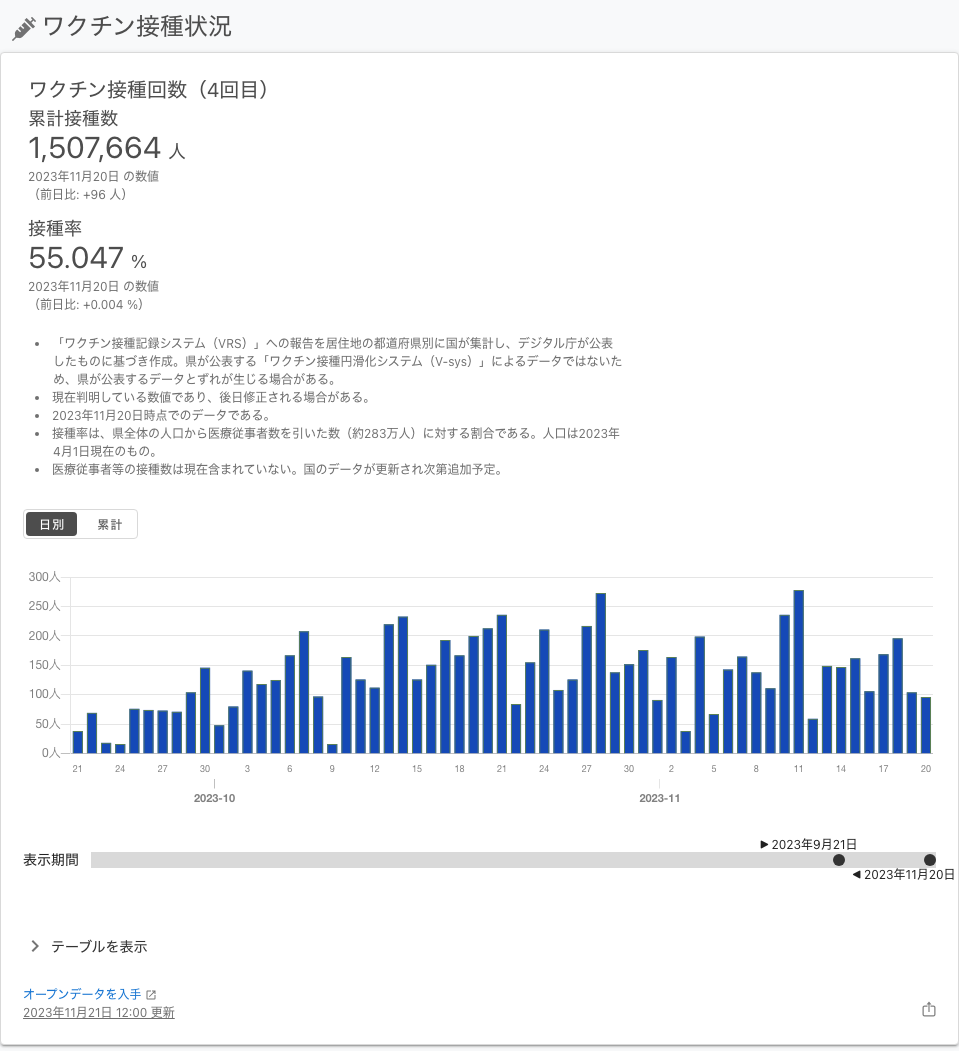 ワクチン接種状況
ワクチン接種回数（4回目）
累計接種数
1,507,664 人
2023年11月20日 の数値
（前日比: +96 人）
接種率
55.047 %
2023年11月20日 の数値
（前日比: +0.004 %）
• 「ワクチン接種記録システム（VRS）」への報告を居住地の都道府県別に国が集計し、デジタル庁が公表
したものに基づき作成。県が公表する「ワクチン接種円滑化システム（V-sys）」によるデータではないた
め、県が公表するデータとずれが生じる場合がある。
• 現在判明している数値であり、後日修正される場合がある。
• 2023年11月20日時点でのデータである。
• 接種率は、県全体の人口から医療従事者数を引いた数（約283万人）に対する割合である。人口は2023年
4月1日現在のもの。
• 医療従事者等の接種数は現在含まれていない。国のデータが更新され次第追加予定。
日別 累計
300人
250人
200人
150人
100人
50人
0人
21 24 27 30 3 6 9 12 15 18 21 24 27 30 2 5 8 11 14 17 20
2023-10 2023-11
▶ 2023年9月21日
表示期間
◀ 2023年11月20日
テーブルを表示
オープンデータを入手
2023年11月21日 12:00 更新